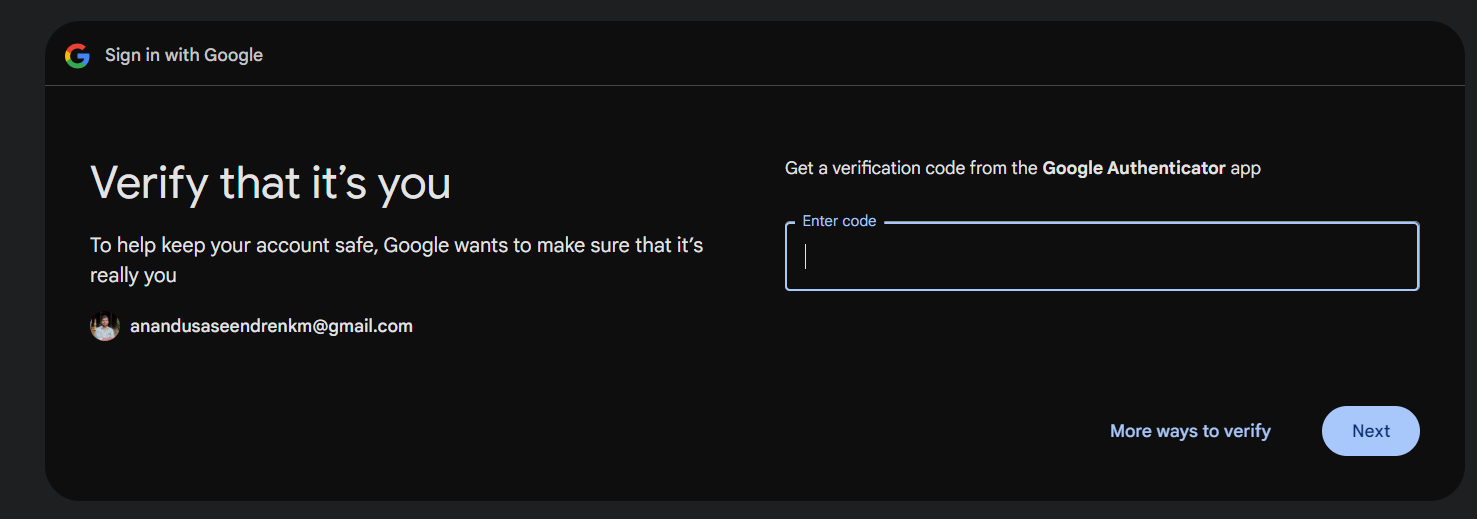 Sign in with Google
Verify that it’s you
To help keep your account safe, Google wants to make sure that it’s
really you
anandusaseendrenkm@gmail.com
Get a verification code from the Google Authenticator app
Enter code
More ways to verify
Next